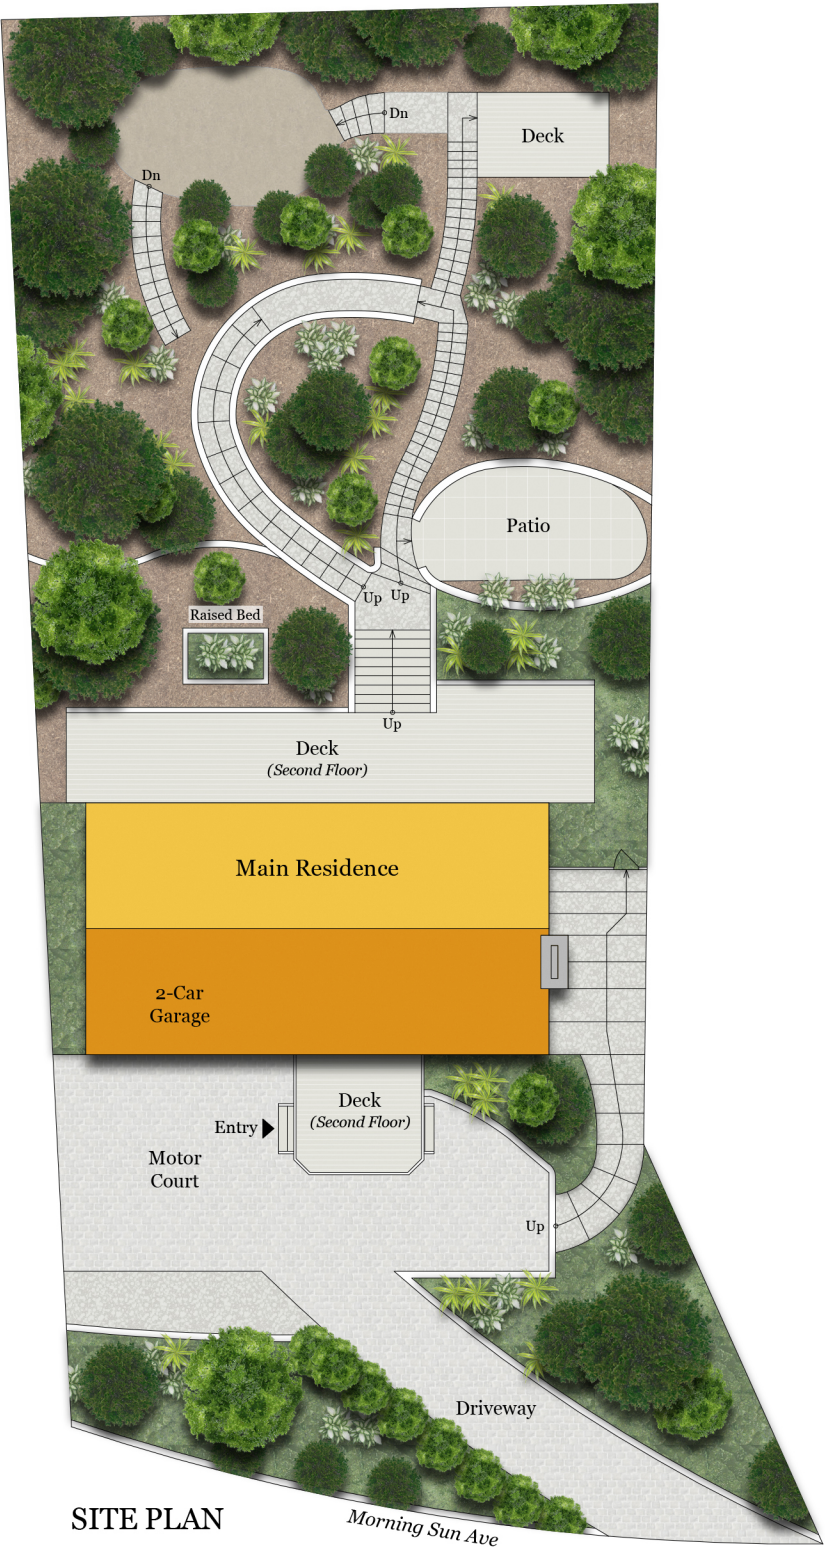 Dn
Deck
Dn
Patio
Up
Up
Raised Bed
Up
Deck
(Second Floor)
Main Residence
2-Car
Garage
Deck
(Second Floor)
Entry
Motor
Court
Up
Driveway
SITE PLAN
Morning Sun Ave